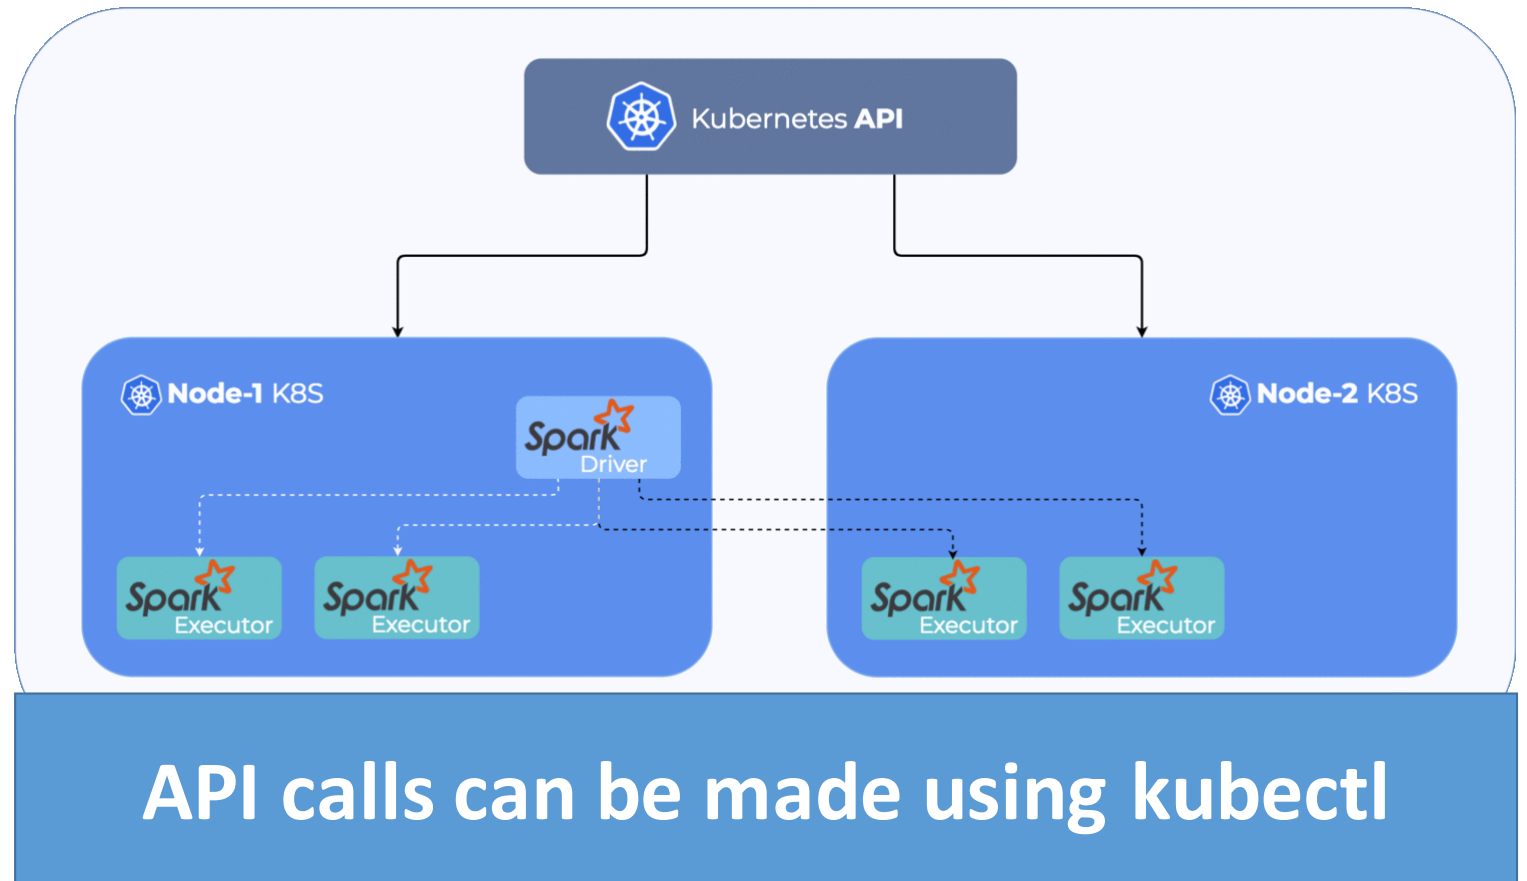 Kubernetes API
Node-1 K8S
Node-2 K8S
Spark
Driver
Spark
Executor
Spark
Executor
Spark
Executor
Spark
Executor
API calls can be made using kubectl